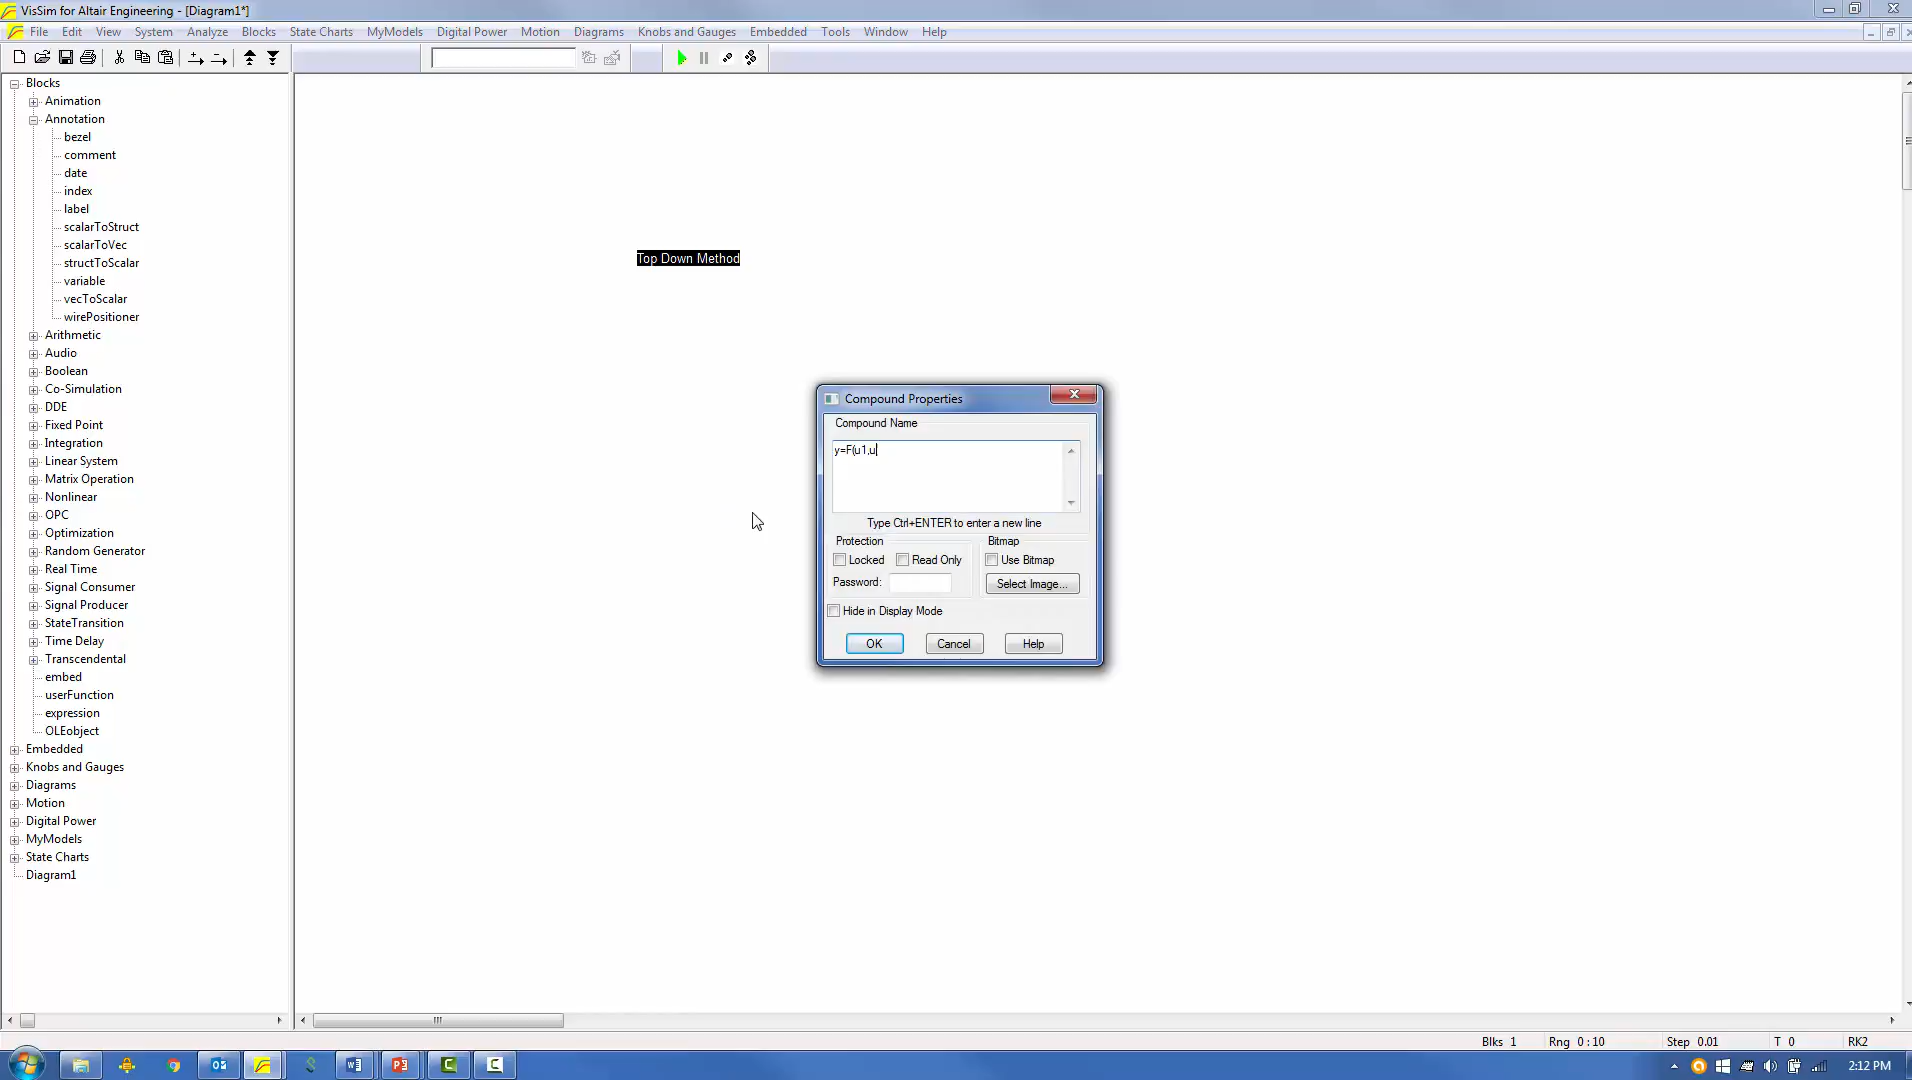 VisSim for Altair Engineering - [Diagram1*]
File Edit View System Analyze Blocks State Charts MyModels Digital Power Motion Diagrams Knobs and Gauges Embedded Tools Window Help
Blocks
Animation
Annotation
bezel
comment
date
index
label
scalarToStruct
scalarToVec
structToScalar
variable
vecToScalar
wirePositioner
Arithmetic
Audio
Boolean
Co-Simulation
DDE
Fixed Point
Integration
Linear System
Matrix Operation
Nonlinear
OPC
Optimization
Random Generator
Real Time
Signal Consumer
Signal Producer
StateTransition
Time Delay
Transcendental
embed
userFunction
expression
OLEobject
Embedded
Knobs and Gauges
Diagrams
Motion
Digital Power
MyModels
State Charts
Diagram1
Top Down Method
Compound Properties
Compound Name
y=F(u1,u
Type Ctrl+ENTER to enter a new line
Protection
Bitmap
Locked Read Only
Use Bitmap
Password:
Select Image...
Hide in Display Mode
OK Cancel Help
Blks 1 Rng 0:10 Step 0.01 T 0 RK2
2:12 PM